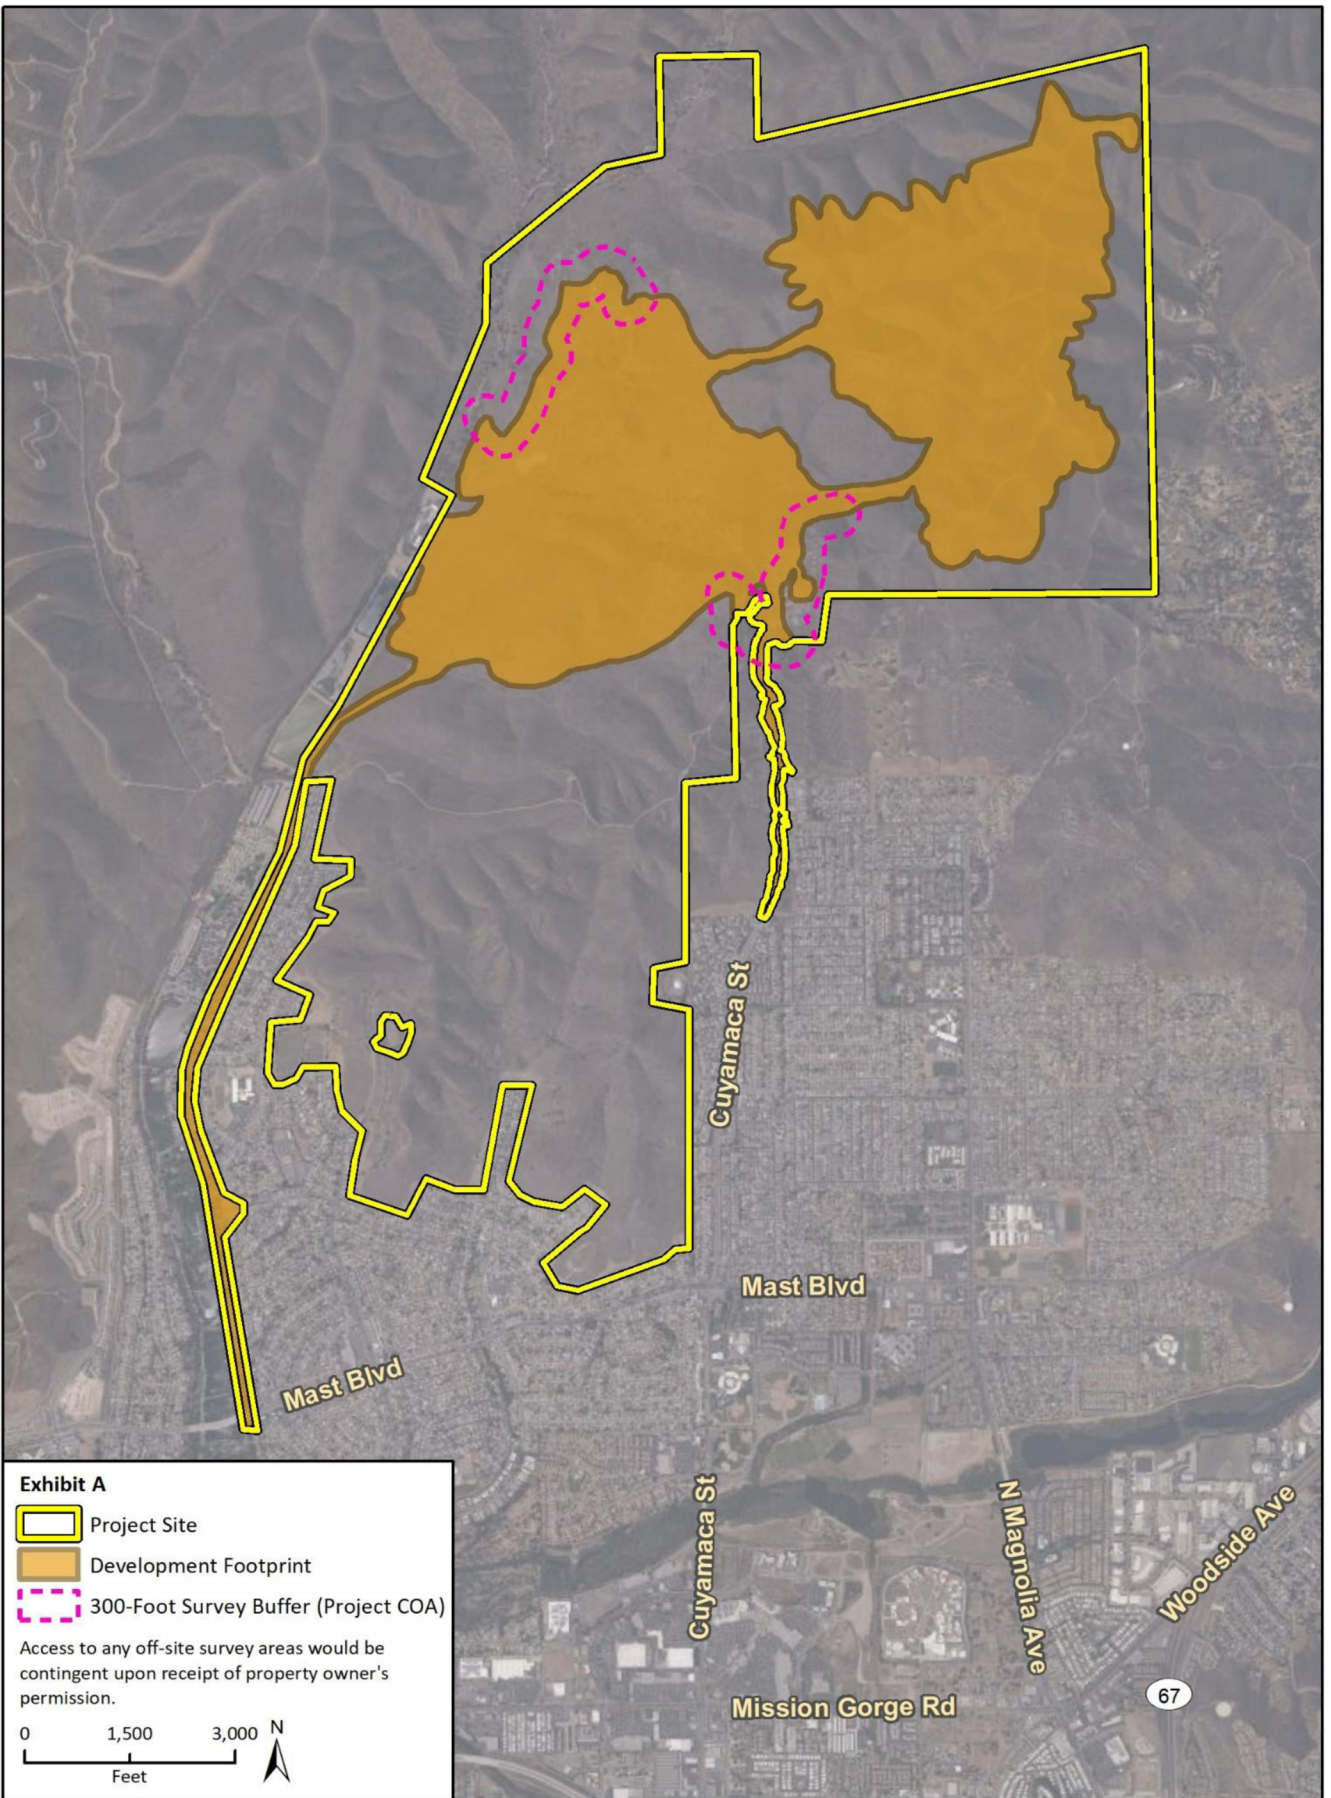 Cuyamaca St
Mast Blvd
Mast Blvd
Cuyamaca St
N Magnolia Ave
Woodside Ave
67
Mission Gorge Rd
Exhibit A
Project Site
Development Footprint
300-Foot Survey Buffer (Project COA)
Access to any off-site survey areas would be
contingent upon receipt of property owner's
permission.
0 1,500 3,000 N
Feet